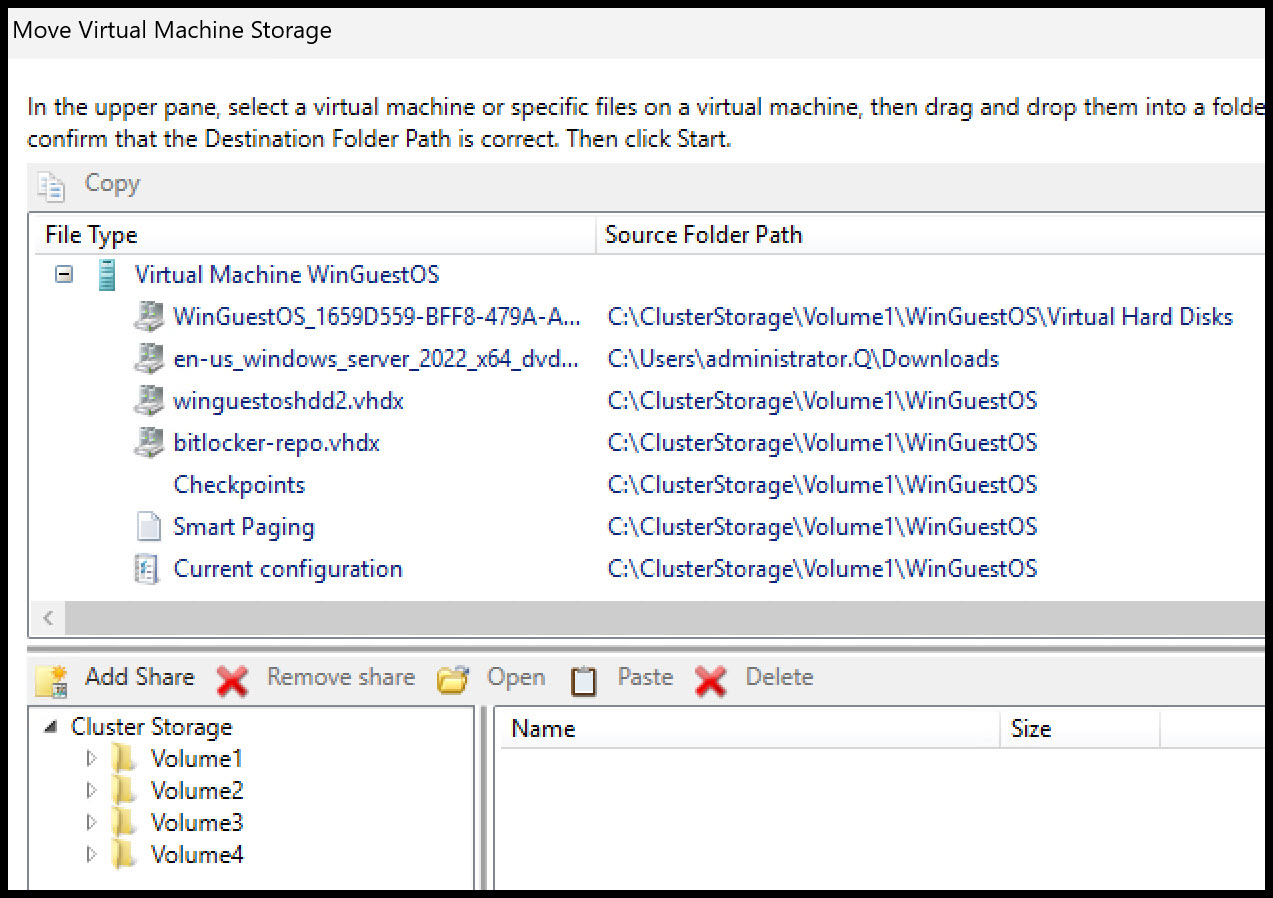 Move Virtual Machine Storage
In the upper pane, select a virtual machine or specific files on a virtual machine, then drag and drop them into a folde
confirm that the Destination Folder Path is correct. Then click Start.
Copy
File Type Source Folder Path
Virtual Machine WinGuestOS
WinGuestOS_1659D559-BFF8-479A-A... C:\ClusterStorage\Volume1\WinGuestOS\Virtual Hard Disks
en-us_windows_server_2022_x64_dvd... C:\Users\administrator.Q\Downloads
winguestoshdd2.vhdx C:\ClusterStorage\Volume1\WinGuestOS
bitlocker-repo.vhdx C:\ClusterStorage\Volume1\WinGuestOS
Checkpoints C:\ClusterStorage\Volume1\WinGuestOS
Smart Paging C:\ClusterStorage\Volume1\WinGuestOS
Current configuration C:\ClusterStorage\Volume1\WinGuestOS
Add Share Remove share Open Paste Delete
Cluster Storage
Volume1
Volume2
Volume3
Volume4
Name Size